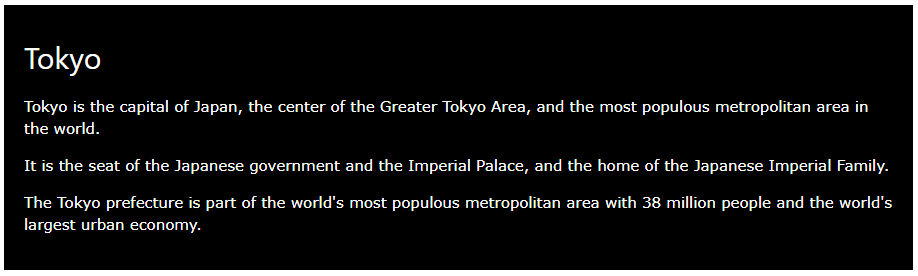 Tokyo
Tokyo is the capital of Japan, the center of the Greater Tokyo Area, and the most populous metropolitan area in
the world.
It is the seat of the Japanese government and the Imperial Palace, and the home of the Japanese Imperial Family.
The Tokyo prefecture is part of the world's most populous metropolitan area with 38 million people and the world's
largest urban economy.